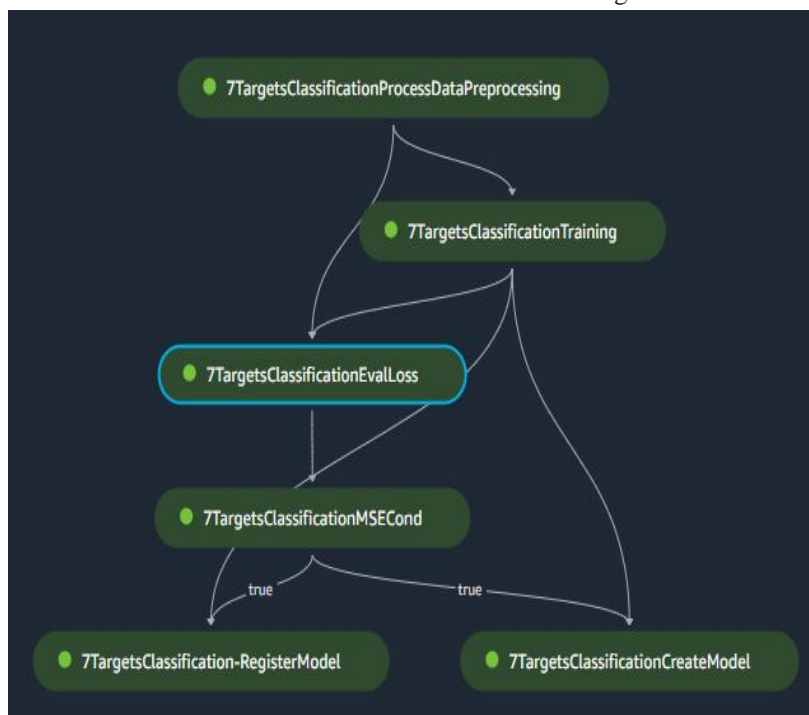 7TargetsClassificationProcessDataPreprocessing
7TargetsClassificationTraining
7TargetsClassificationEvalLoss
7TargetsClassificationMSECond
true
true
7TargetsClassification-RegisterModel
7TargetsClassificationCreateModel